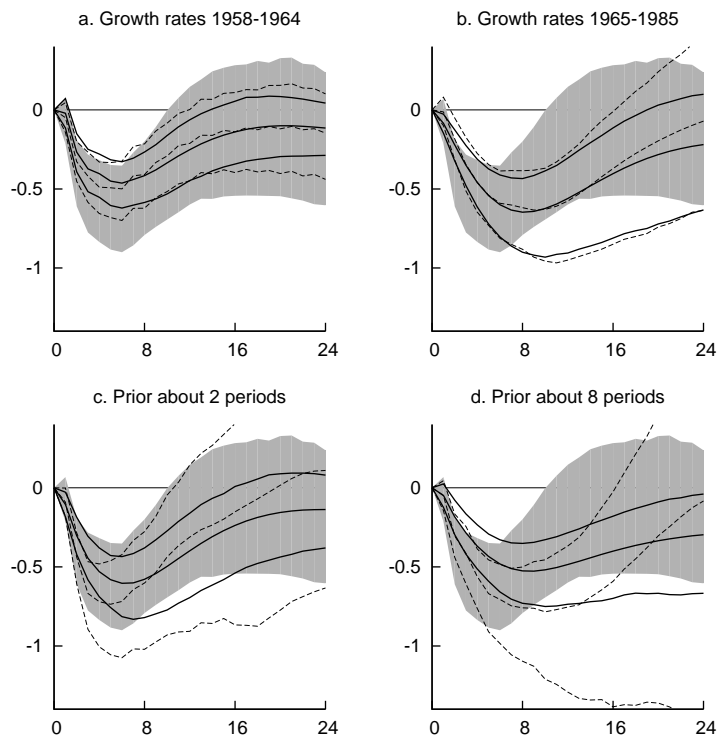 a. Growth rates 1958-1964
b. Growth rates 1965-1985
0
-0.5
-1
0 8 16 24
0
-0.5
-1
0 8 16 24
c. Prior about 2 periods
d. Prior about 8 periods
0
-0.5
-1
0 8 16 24
0
-0.5
-1
0 8 16 24